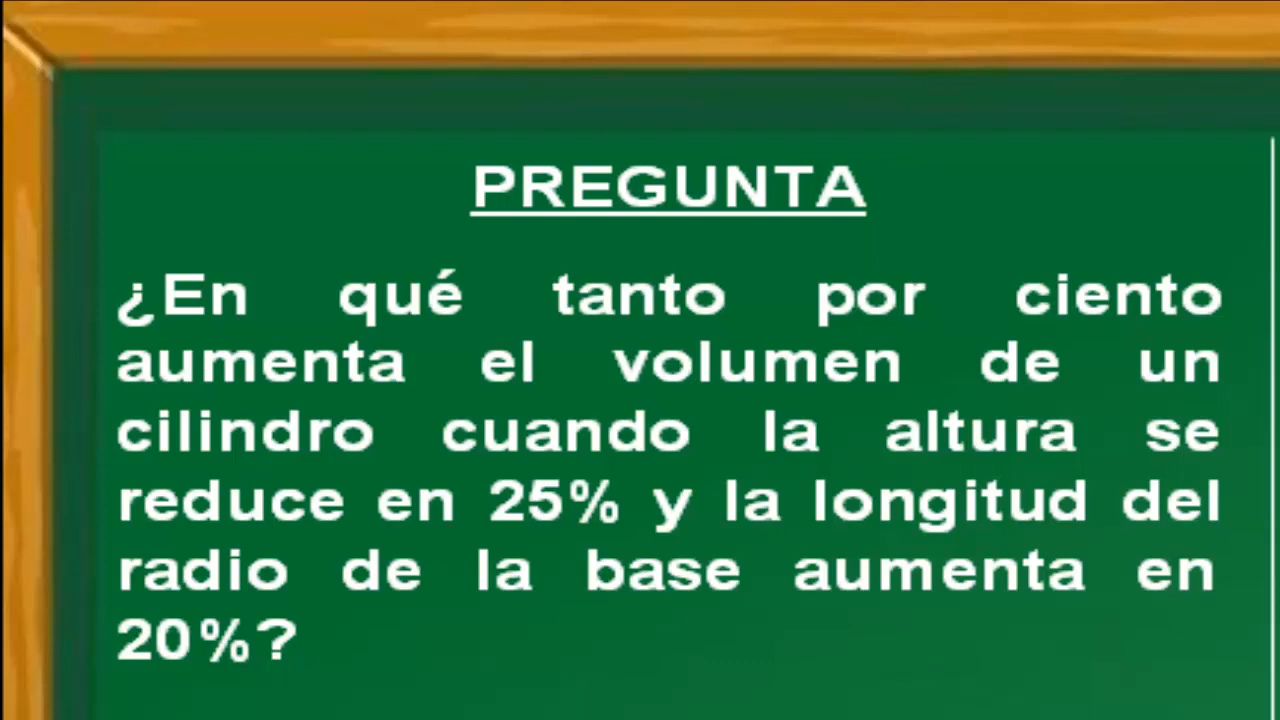 PREGUNTA
¿En qué tanto por ciento
aumenta el volumen de un
cilindro cuando la altura se
reduce en 25% y la longitud del
radio de la base aumenta en
20%?